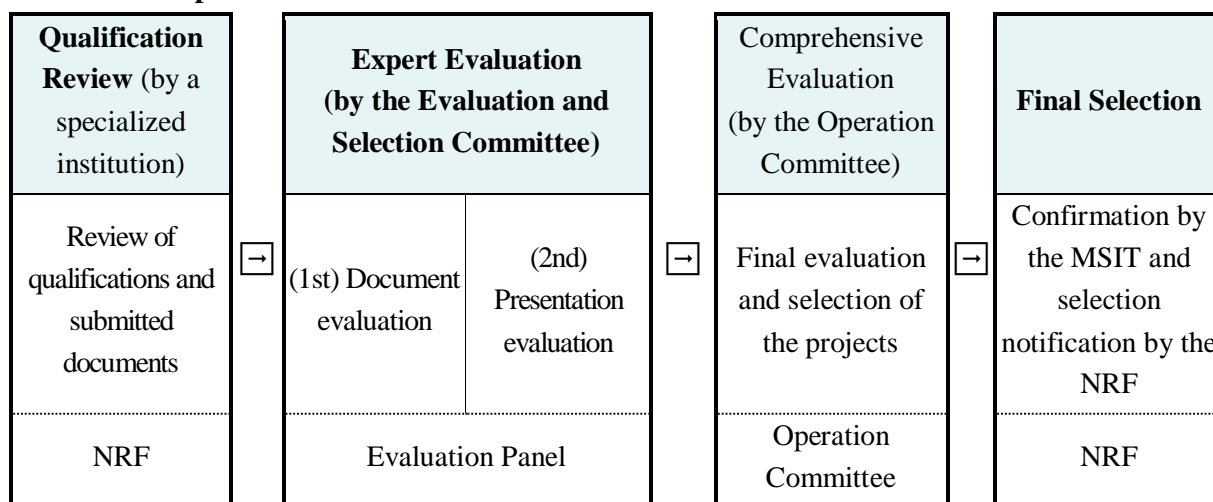 Qualification
Review (by a
specialized
institution)
Expert Evaluation
(by the Evaluation and
Selection Committee)
Comprehensive
Evaluation
(by the Operation
Committee)
Final Selection
Review of
qualifications and
submitted
documents
→
(1st) Document
evaluation
(2nd)
Presentation
evaluation
→
Final evaluation
and selection of
the projects
→
Confirmation by
the MSIT and
selection
notification by the
NRF
NRF
Evaluation Panel
Operation
Committee
NRF